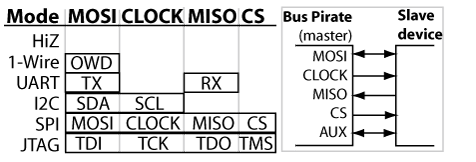 Mode MOSI CLOCK MISO CS
HiZ
1-Wire OWD
UART TX RX
I2C SDA SCL
SPI MOSI CLOCK MISO CS
JTAG TDI TCK TDO TMS
Bus Pirate Slave
(master) device
MOSI
CLOCK
MISO
CS
AUX